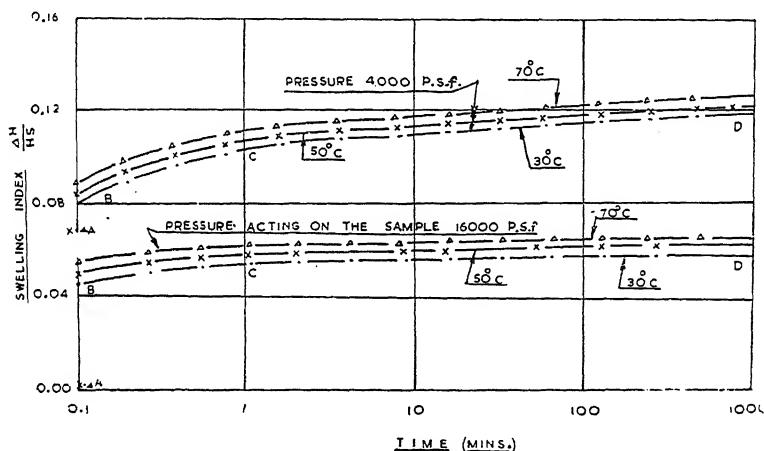 0.16
PRESSURE 4000 P.S.f.
70°C
0.12
50°C
30°C
C
D
B
SWELLING INDEX ΔH/HS
0.08
PRESSURE ACTING ON THE SAMPLE 16000 P.S.f
70°C
C
50°C
30°C
D
B
0.04
0.00
0.1
1
10
100
1000
TIME (MINS.)